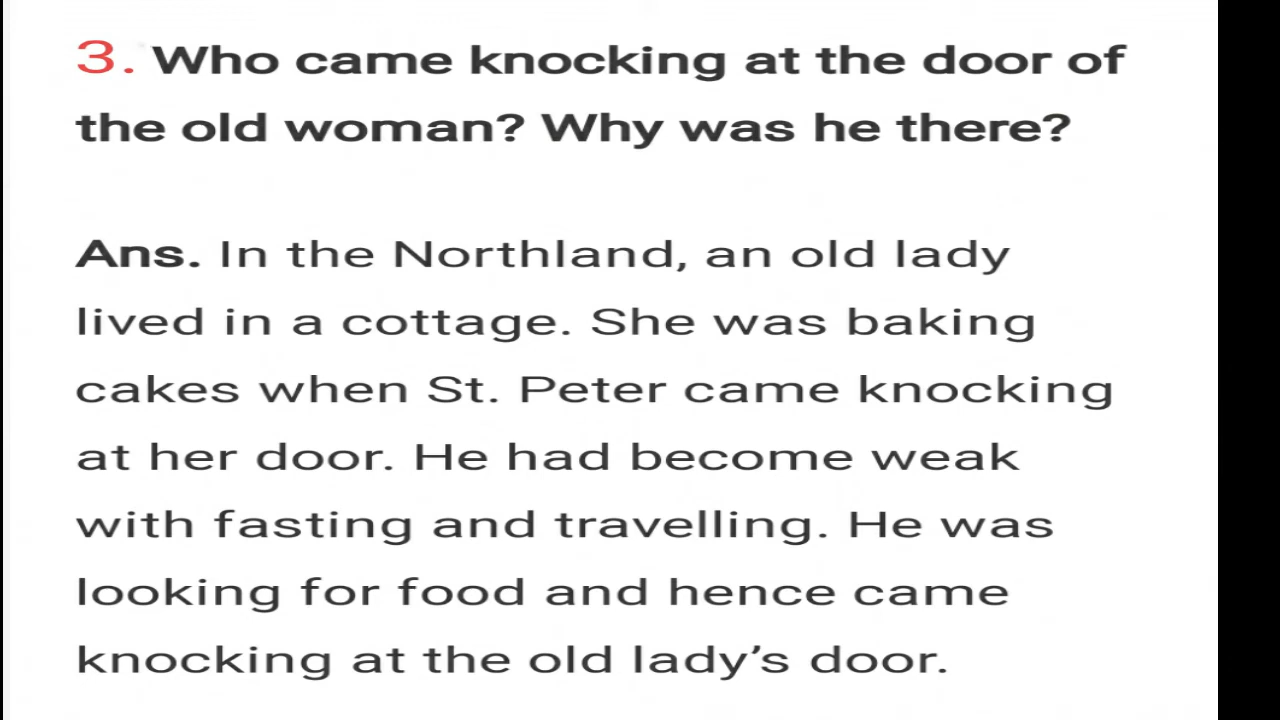 3. Who came knocking at the door of
the old woman? Why was he there?
Ans. In the Northland, an old lady
lived in a cottage. She was baking
cakes when St. Peter came knocking
at her door. He had become weak
with fasting and travelling. He was
looking for food and hence came
knocking at the old lady’s door.